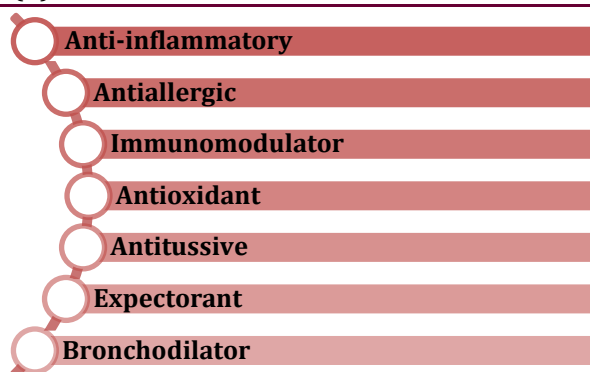 Anti-inflammatory
Antiallergic
Immunomodulator
Antioxidant
Antitussive
Expectorant
Bronchodilator